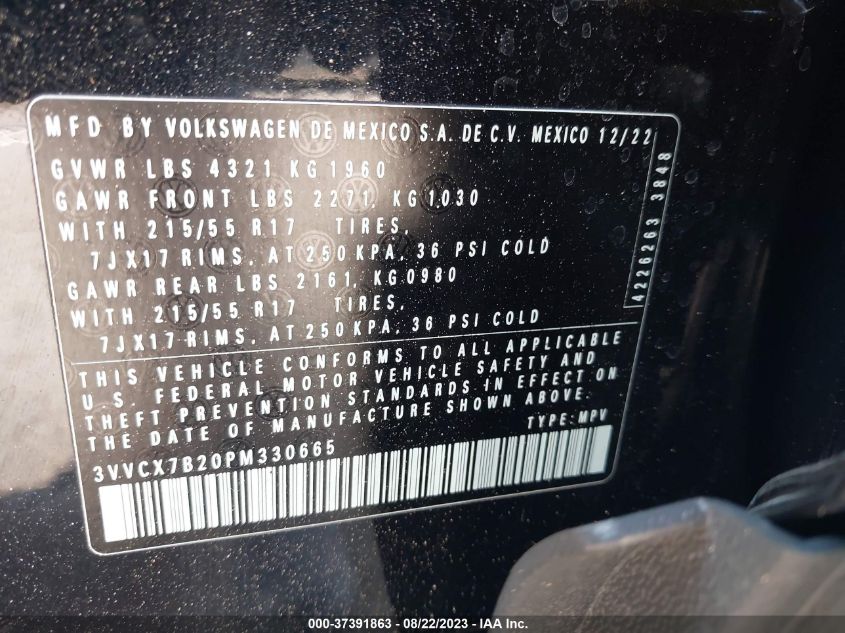 MFD BY VOLKSWAGEN DE MEXICO S.A. DE C.V. MEXICO 12/22
GVWR LBS 4321 KG 1960
GAWR FRONT LBS 2271, KG 1030
WITH 215/55 R17 TIRES,
7JX17 RIMS, AT 250 KPA, 36 PSI COLD
GAWR REAR LBS 2161, KG 0980
WITH 215/55 R17 TIRES,
7JX17 RIMS, AT 250 KPA, 36 PSI COLD
4226263 3848
THIS VEHICLE CONFORMS TO ALL APPLICABLE
U.S. FEDERAL MOTOR VEHICLE SAFETY AND
THEFT PREVENTION STANDARDS IN EFFECT ON
THE DATE OF MANUFACTURE SHOWN ABOVE.
TYPE: MPV
3VVCX7B20PM330665
000-37391863 - 08/22/2023 - IAA Inc.